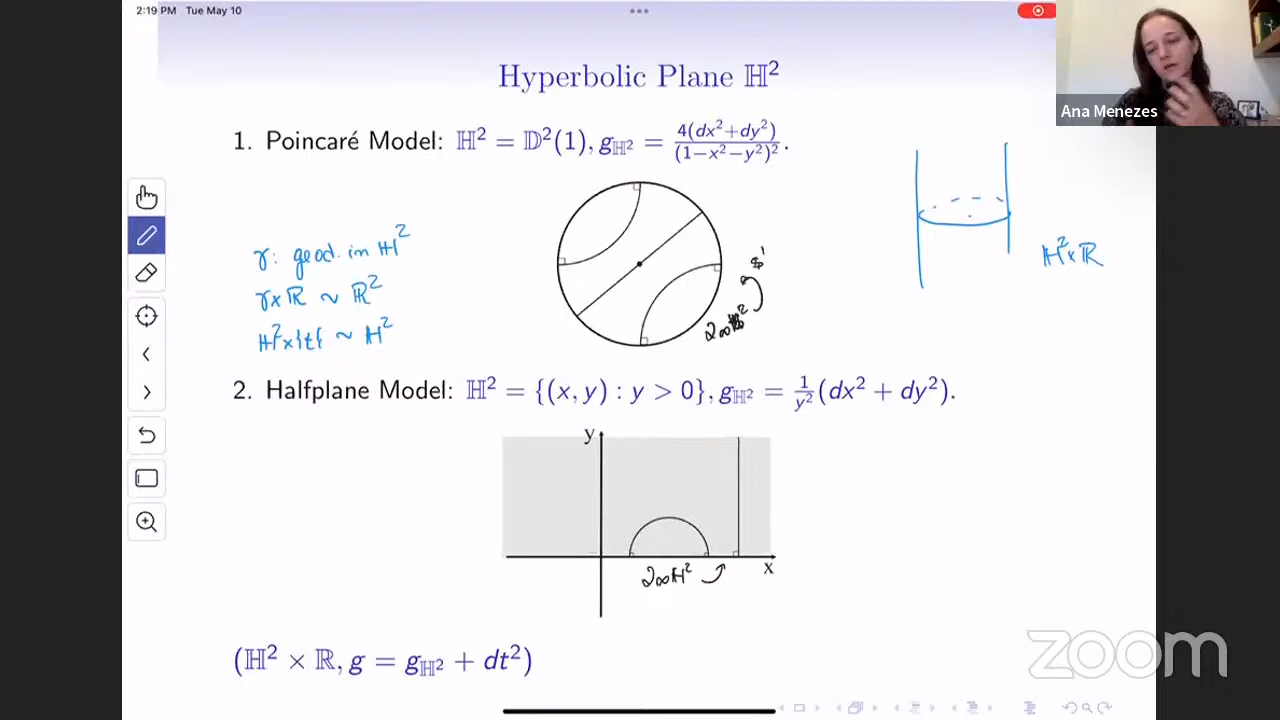 2:19 PM Tue May 10
Hyperbolic Plane ℍ²
Ana Menezes
1. Poincaré Model: ℍ² = 𝔻²(1), g_ℍ² = 4(dx²+dy²)/(1−x²−y²)².
γ: geod. in ℍ²
γ×ℝ ~ ℝ²
ℍ²×{t} ~ ℍ²
∂∞ℍ²
𝕊¹
ℍ²×ℝ
2. Halfplane Model: ℍ² = {(x, y) : y > 0}, g_ℍ² = 1/y² (dx² + dy²).
y
x
∂∞ℍ²
zoom
(ℍ² × ℝ, g = g_ℍ² + dt²)